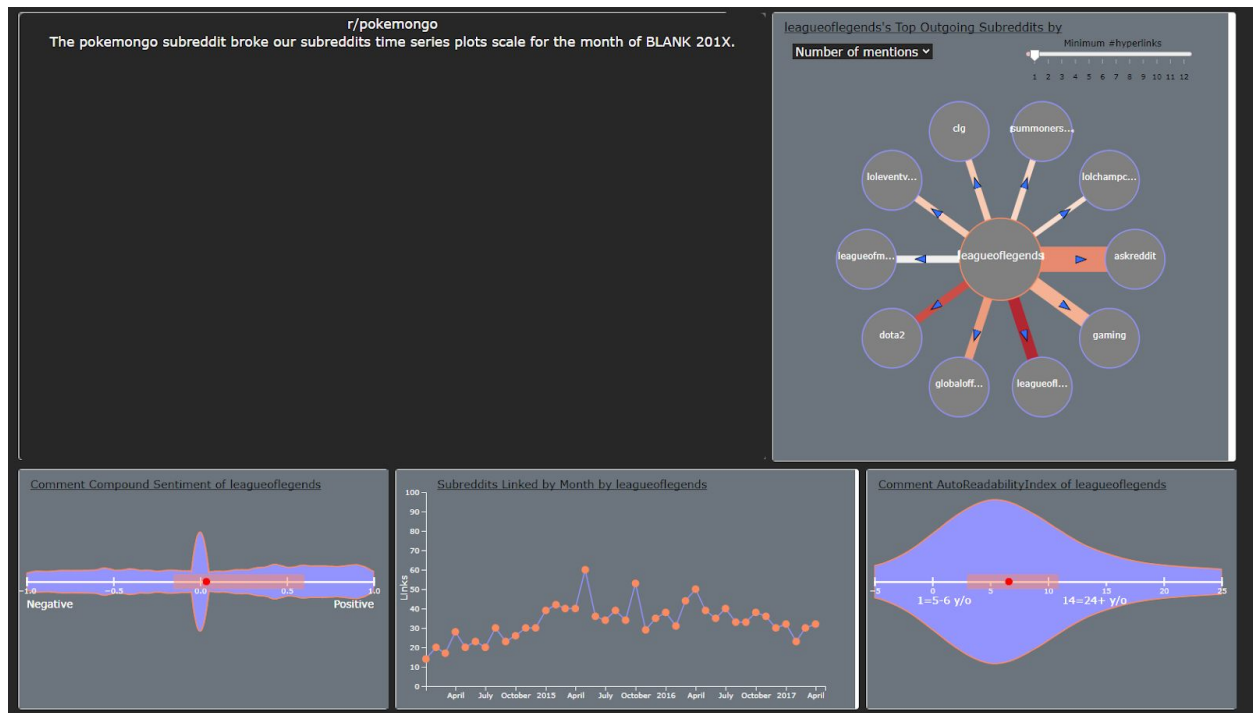 r/pokemongo
The pokemongo subreddit broke our subreddits time series plots scale for the month of BLANK 201X.
leagueoflegends's Top Outgoing Subreddits by
Number of mentions
Minimum #hyperlinks
1 2 3 4 5 6 7 8 9 10 11 12
clg
summoners...
loleventv...
lolchampc...
leagueofm...
leagueoflegends
askreddit
dota2
gaming
globaloff...
leagueofl...
Comment Compound Sentiment of leagueoflegends
-1.0 -0.5 0.0 0.5 1.0
Negative
Positive
Subreddits Linked by Month by leagueoflegends
100
90
80
70
60
50
40
30
20
10
0
Links
April July October 2015 April July October 2016 April July October 2017 April
Comment AutoReadabilityIndex of leagueoflegends
-5 0 5 10 15 20 25
1=5-6 y/o
14=24+ y/o